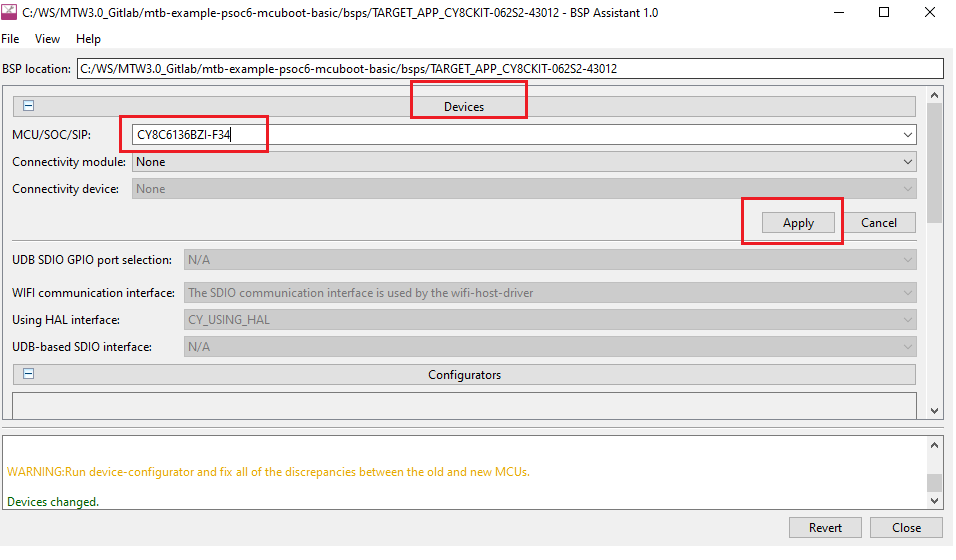 C:/WS/MTW3.0_Gitlab/mtb-example-psoc6-mcuboot-basic/bsps/TARGET_APP_CY8CKIT-062S2-43012 - BSP Assistant 1.0
File View Help
BSP location: C:/WS/MTW3.0_Gitlab/mtb-example-psoc6-mcuboot-basic/bsps/TARGET_APP_CY8CKIT-062S2-43012
Devices
MCU/SOC/SIP: CY8C6136BZI-F34
Connectivity module: None
Connectivity device: None
Apply Cancel
UDB SDIO GPIO port selection: N/A
WIFI communication interface: The SDIO communication interface is used by the wifi-host-driver
Using HAL interface: CY_USING_HAL
UDB-based SDIO interface: N/A
Configurators
WARNING:Run device-configurator and fix all of the discrepancies between the old and new MCUs.
Devices changed.
Revert Close